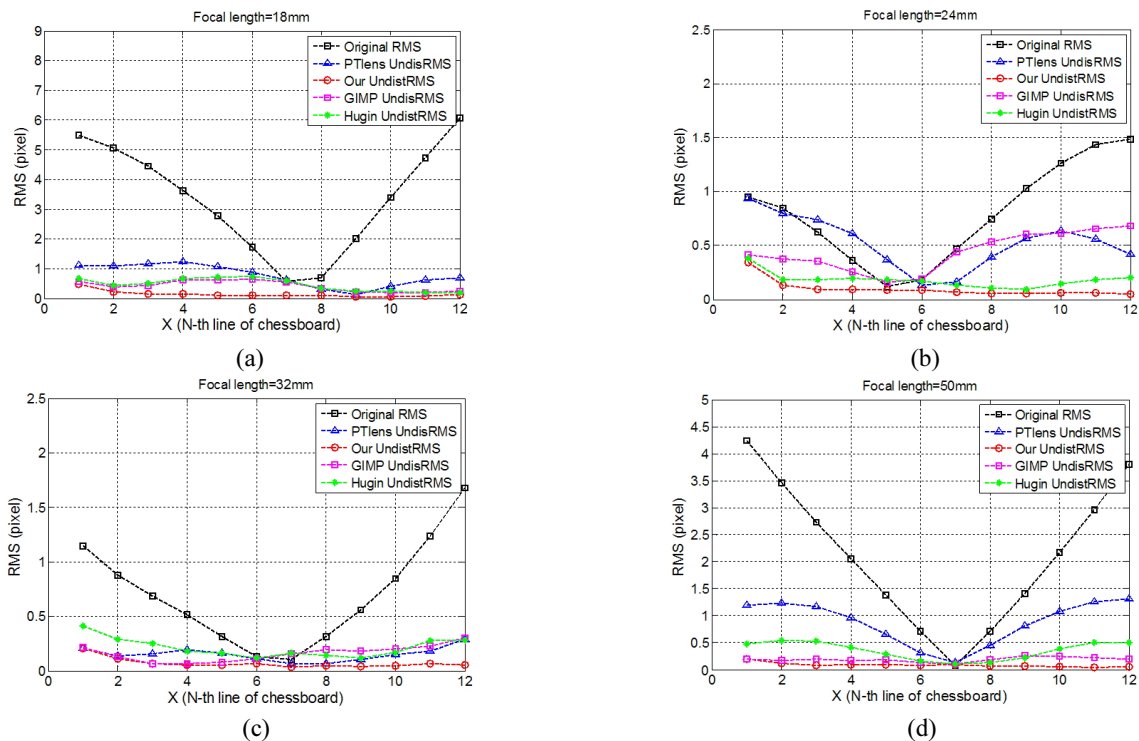 Focal length=18mm
9
8
7
6
5
4
3
2
1
0
RMS (pixel)
Original RMS
PTlens UndisRMS
Our UndistRMS
GIMP UndisRMS
Hugin UndistRMS
0 2 4 6 8 10 12
X (N-th line of chessboard)
(a)
Focal length=24mm
2.5
2
1.5
1
0.5
0
RMS (pixel)
Original RMS
PTlens UndisRMS
Our UndistRMS
GIMP UndisRMS
Hugin UndistRMS
0 2 4 6 8 10 12
X (N-th line of chessboard)
(b)
Focal length=32mm
2.5
2
1.5
1
0.5
0
RMS (pixel)
Original RMS
PTlens UndisRMS
Our UndistRMS
GIMP UndisRMS
Hugin UndistRMS
0 2 4 6 8 10 12
X (N-th line of chessboard)
(c)
Focal length=50mm
5
4.5
4
3.5
3
2.5
2
1.5
1
0.5
0
RMS (pixel)
Original RMS
PTlens UndisRMS
Our UndistRMS
GIMP UndisRMS
Hugin UndistRMS
0 2 4 6 8 10 12
X (N-th line of chessboard)
(d)